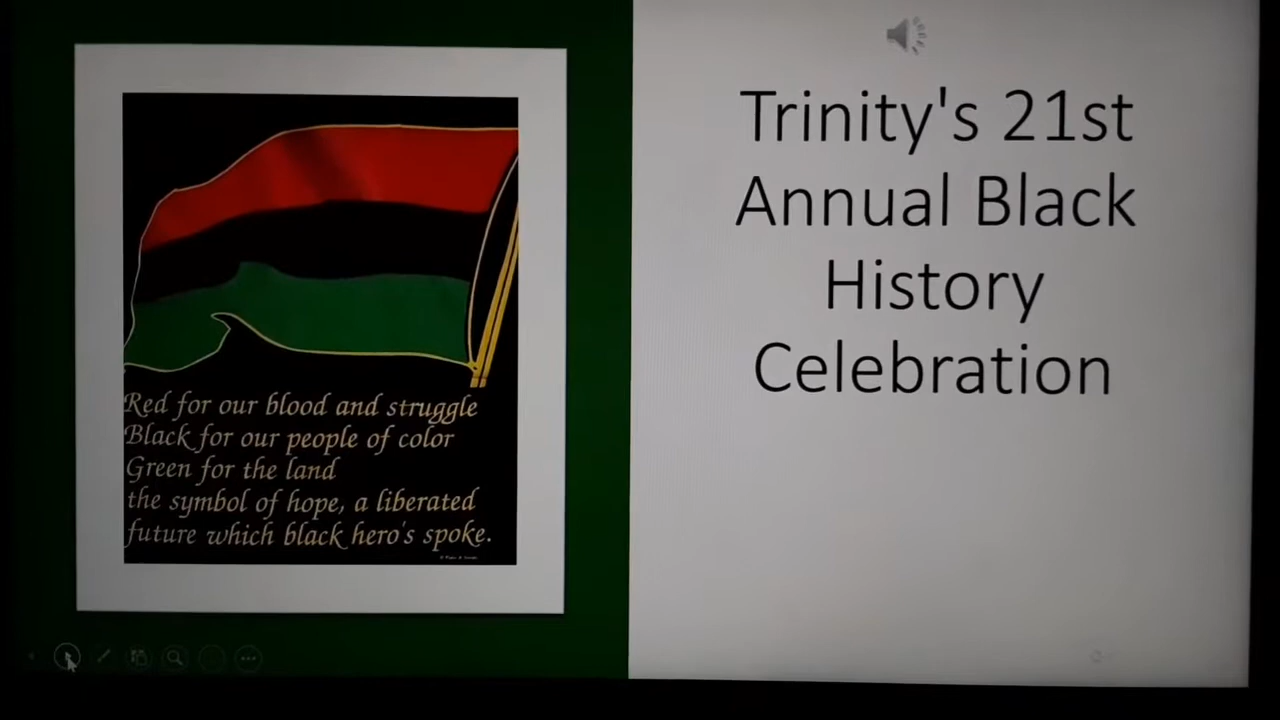 Trinity's 21st
Annual Black
History
Celebration
Red for our blood and struggle
Black for our people of color
Green for the land
the symbol of hope, a liberated
future which black hero's spoke.